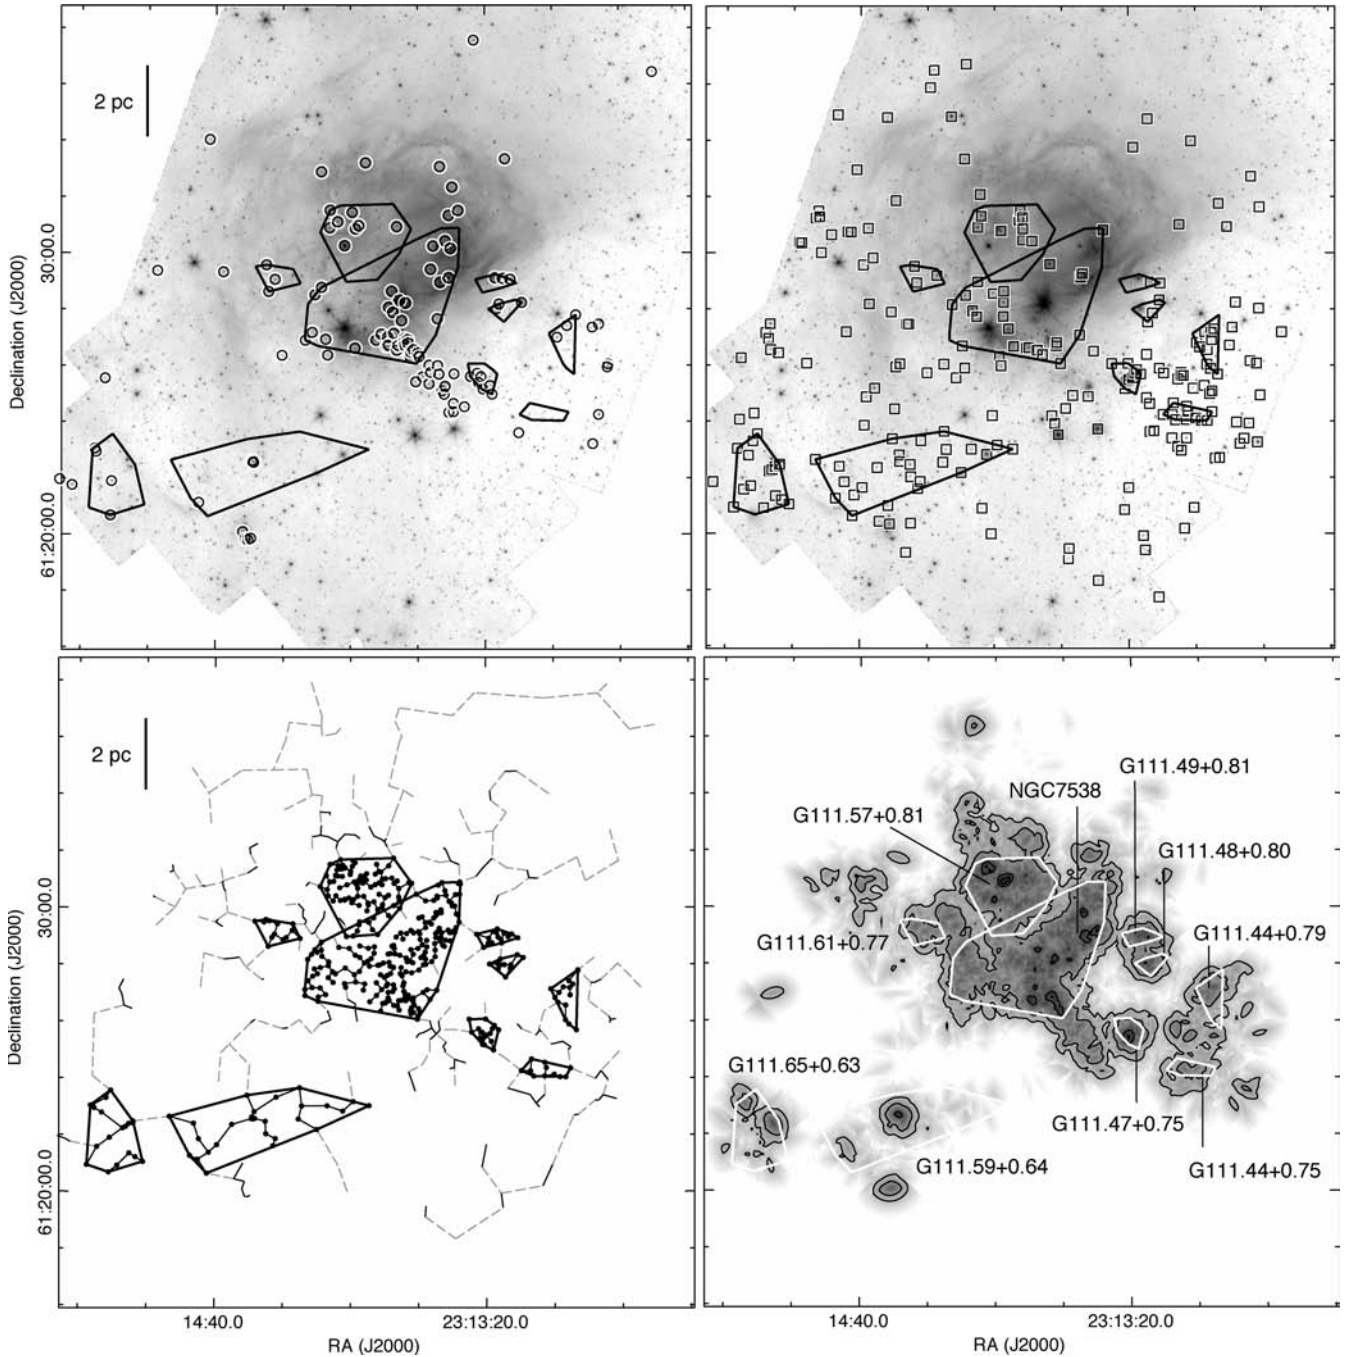 2 pc
Declination (J2000)
30:00.0
61:20:00.0
2 pc
Declination (J2000)
30:00.0
61:20:00.0
14:40.0
23:13:20.0
RA (J2000)
G111.49+0.81
NGC7538
G111.57+0.81
G111.48+0.80
G111.61+0.77
G111.44+0.79
G111.65+0.63
G111.47+0.75
G111.59+0.64
G111.44+0.75
14:40.0
23:13:20.0
RA (J2000)